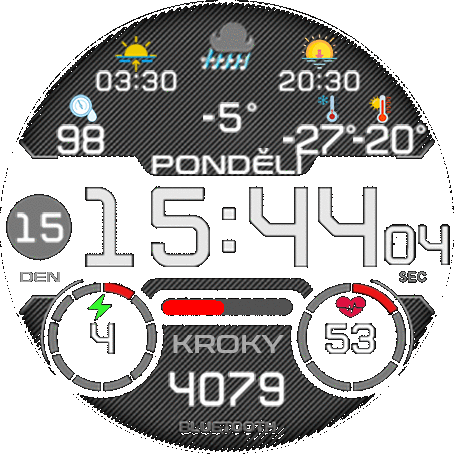 03:30 20:30
98 -5° -27° -20°
PONDĚLÍ
15 15:44 04
DEN SEC
4 53
KROKY
4079
BLUETOOTH